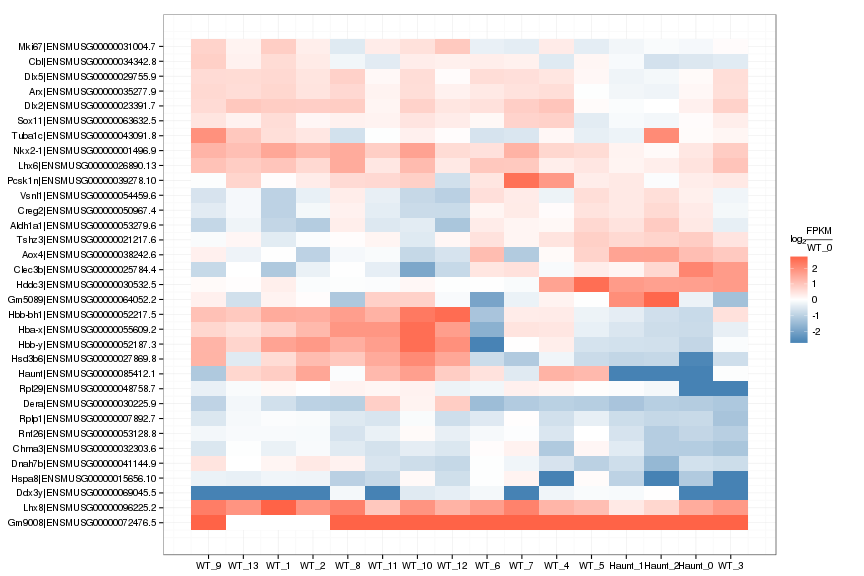 Mki67|ENSMUSG00000031004.7
Cbl|ENSMUSG00000034342.8
Dlx5|ENSMUSG00000029755.9
Arx|ENSMUSG00000035277.9
Dlx2|ENSMUSG00000023391.7
Sox11|ENSMUSG00000063632.5
Tuba1c|ENSMUSG00000043091.8
Nkx2-1|ENSMUSG00000001496.9
Lhx6|ENSMUSG00000026890.13
Pcsk1n|ENSMUSG00000039278.10
Vsnl1|ENSMUSG00000054459.6
Creg2|ENSMUSG00000050967.4
Aldh1a1|ENSMUSG00000053279.6
Tshz3|ENSMUSG00000021217.6
Aox4|ENSMUSG00000038242.6
Clec3b|ENSMUSG00000025784.4
Hddc3|ENSMUSG00000030532.5
Gm5089|ENSMUSG00000064052.2
Hbb-bh1|ENSMUSG00000052217.5
Hba-x|ENSMUSG00000055609.2
Hbb-y|ENSMUSG00000052187.3
Hsd3b6|ENSMUSG00000027869.8
Haunt|ENSMUSG00000085412.1
Rpl29|ENSMUSG00000048758.7
Dera|ENSMUSG00000030225.9
Rplp1|ENSMUSG00000007892.7
Rnf26|ENSMUSG00000053128.8
Chrna3|ENSMUSG00000032303.6
Dnah7b|ENSMUSG00000041144.9
Hspa8|ENSMUSG00000015656.10
Ddx3y|ENSMUSG00000069045.5
Lhx8|ENSMUSG00000096225.2
Gm9008|ENSMUSG00000072476.5
WT_9 WT_13 WT_1 WT_2 WT_8 WT_11 WT_10 WT_12 WT_6 WT_7 WT_4 WT_5 Haunt_1 Haunt_2 Haunt_0 WT_3
log2 FPKM
WT_0
2
1
0
-1
-2